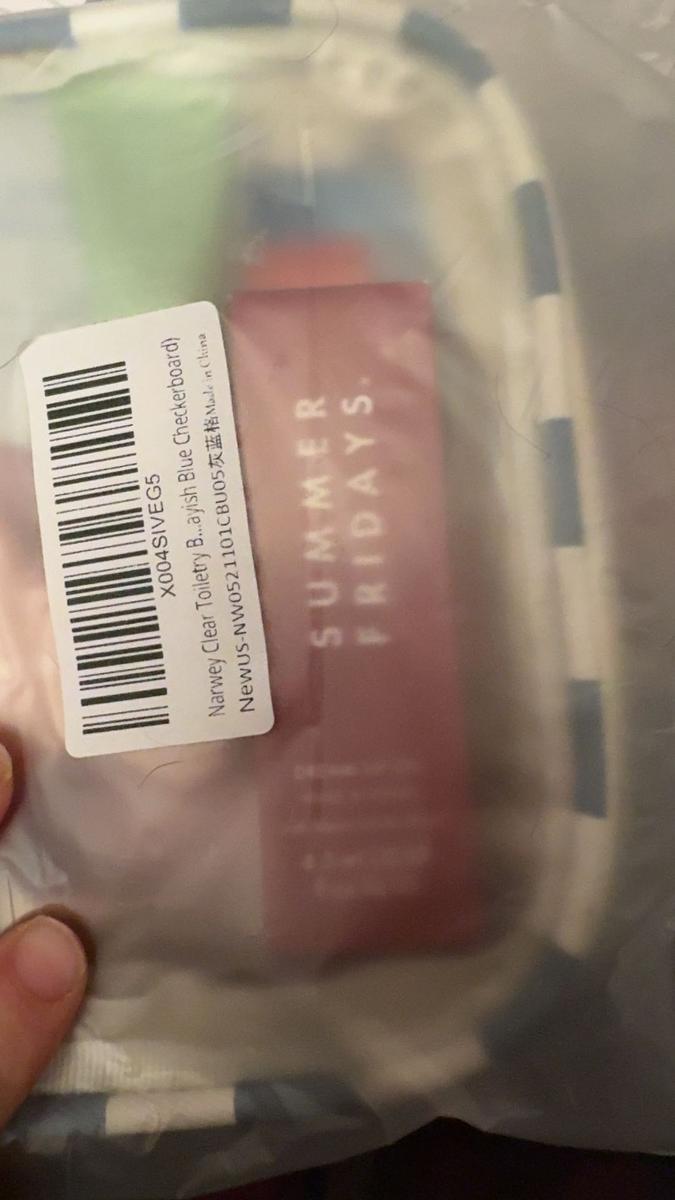 X004SIVEG5
Narwey Clear Toiletry B...ayish Blue Checkerboard)
NewUS-NW0521101CBU05灰蓝格Made in China
SUMMER
FRIDAYS.